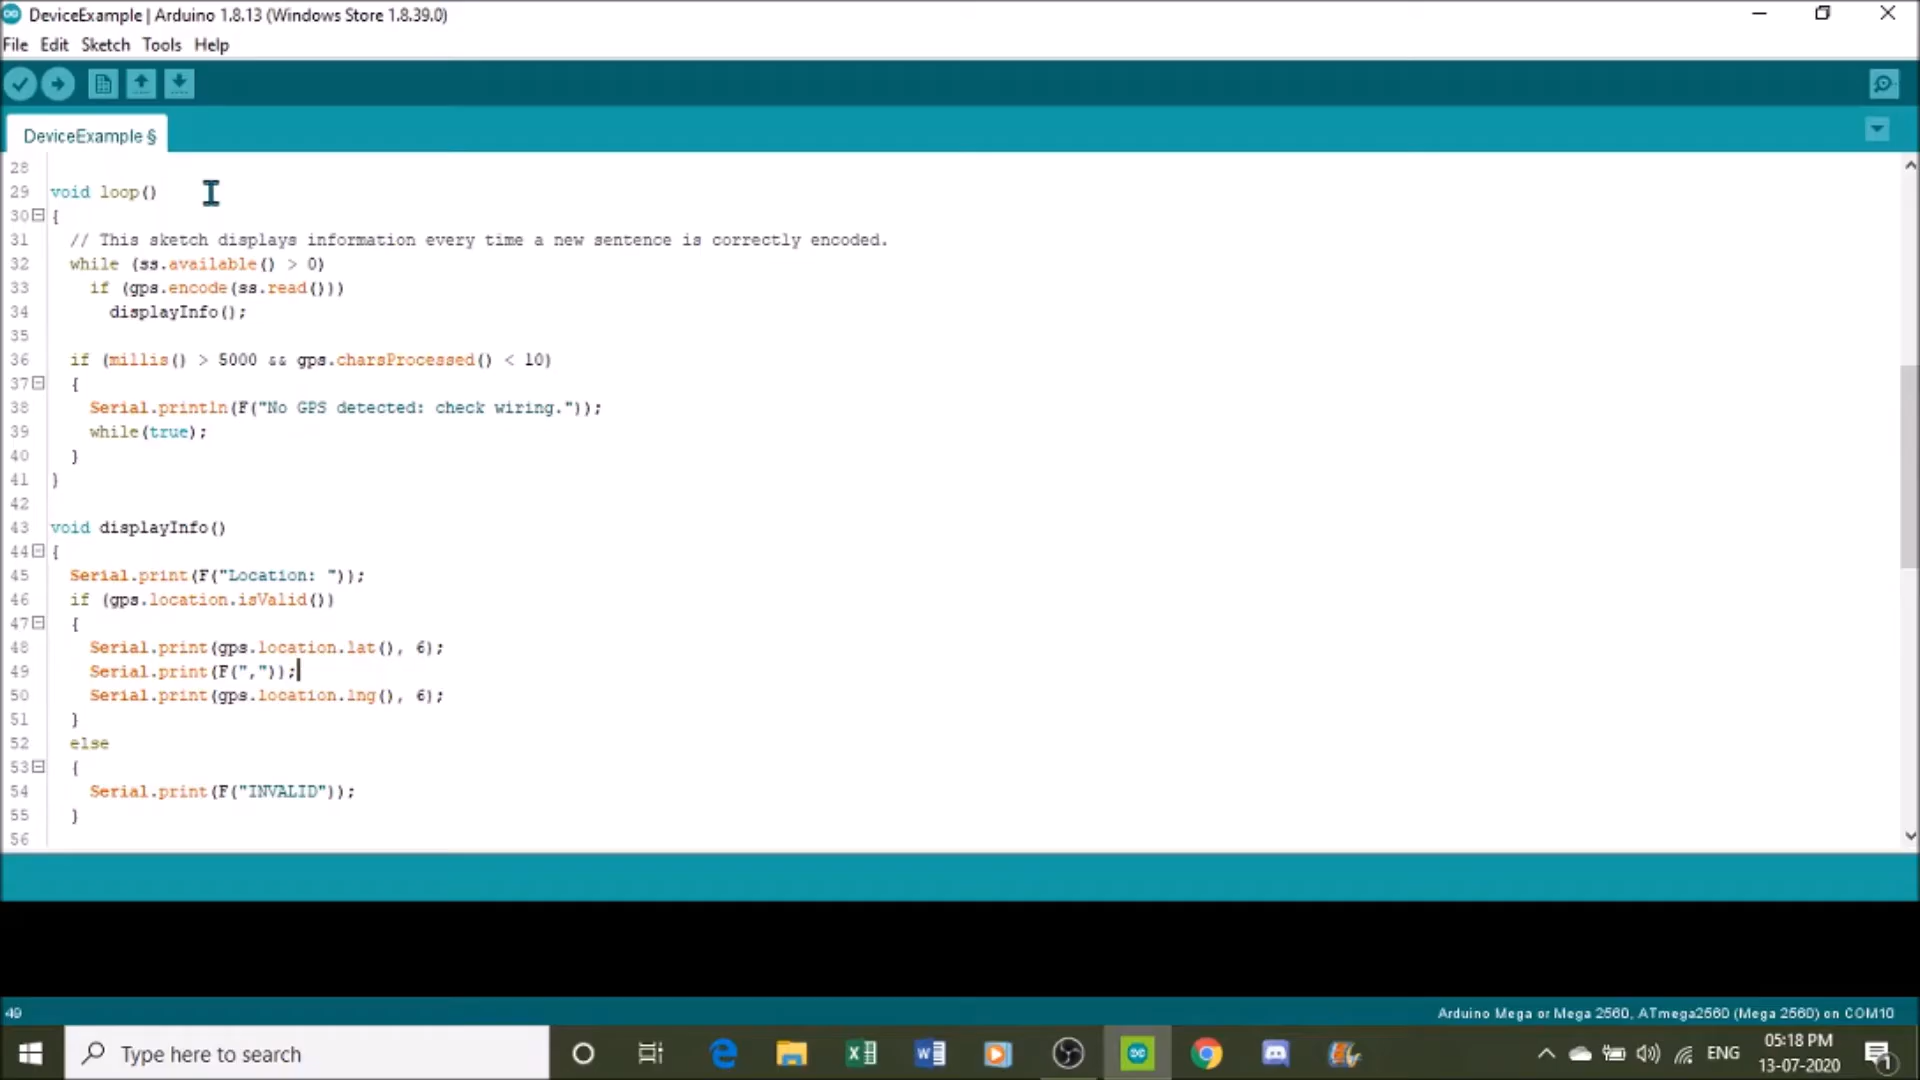 DeviceExample | Arduino 1.8.13 (Windows Store 1.8.39.0)
File Edit Sketch Tools Help
DeviceExample §
28
29 void loop()
30 {
31 // This sketch displays information every time a new sentence is correctly encoded.
32 while (ss.available() > 0)
33 if (gps.encode(ss.read()))
34 displayInfo();
35
36 if (millis() > 5000 && gps.charsProcessed() < 10)
37 {
38 Serial.println(F("No GPS detected: check wiring."));
39 while(true);
40 }
41 }
42
43 void displayInfo()
44 {
45 Serial.print(F("Location: "));
46 if (gps.location.isValid())
47 {
48 Serial.print(gps.location.lat(), 6);
49 Serial.print(F(","));
50 Serial.print(gps.location.lng(), 6);
51 }
52 else
53 {
54 Serial.print(F("INVALID"));
55 }
56
49 Arduino Mega or Mega 2560, ATmega2560 (Mega 2560) on COM10
Type here to search
ENG
05:18 PM
13-07-2020
1